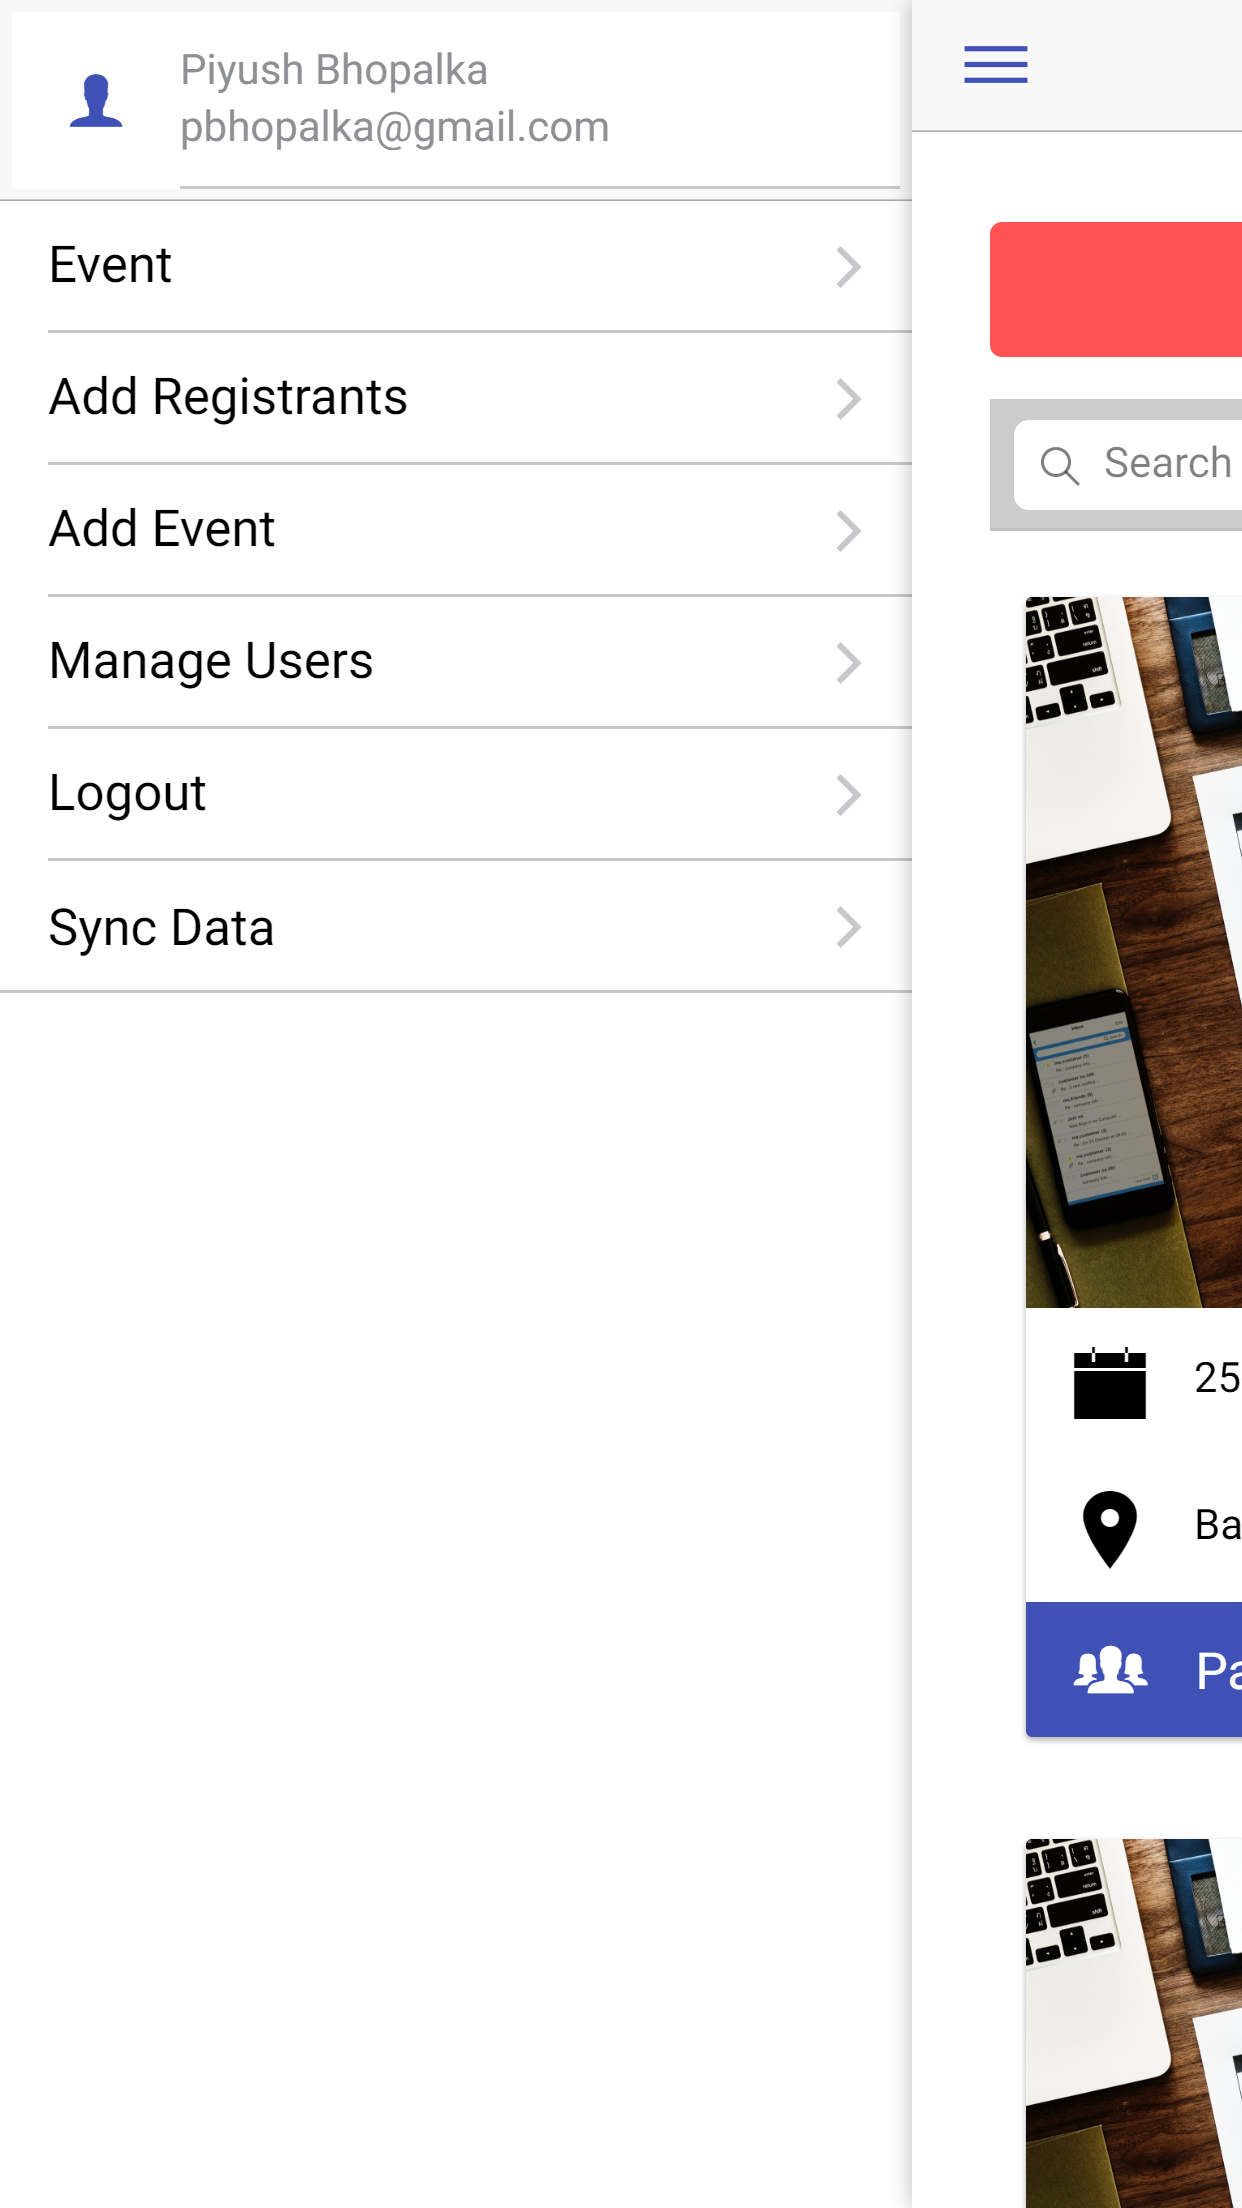 Piyush Bhopalka
pbhopalka@gmail.com
Event
Add Registrants
Add Event
Manage Users
Logout
Sync Data
Search
25
Ba
Pa